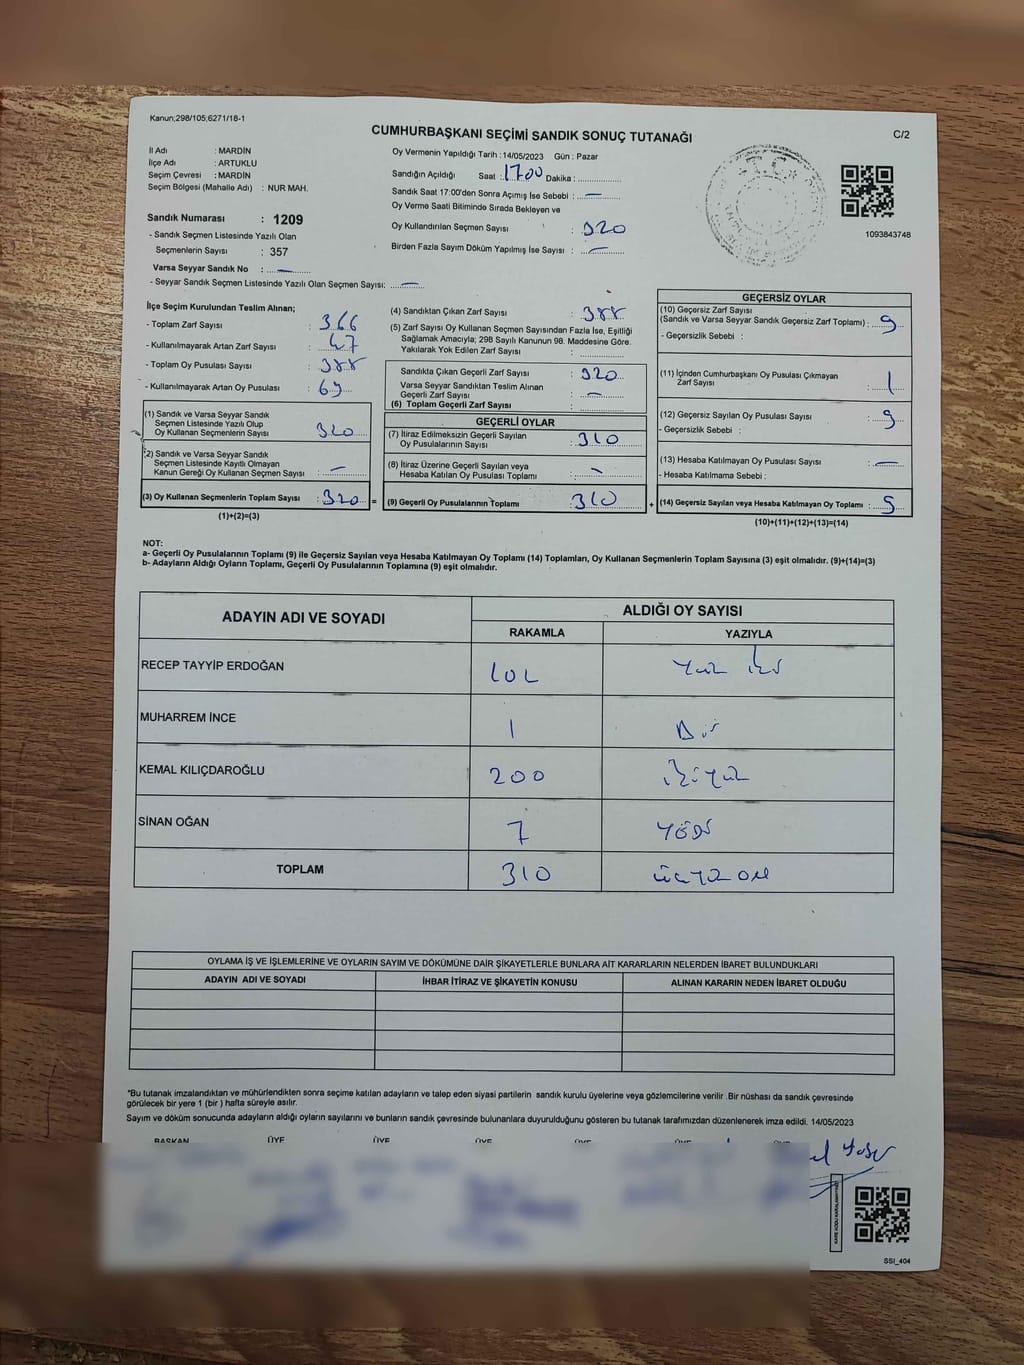 Kanun;298/105;6271/18-1
CUMHURBAŞKANI SEÇİMİ SANDIK SONUÇ TUTANAĞI
C/2
İl Adı : MARDİN
İlçe Adı : ARTUKLU
Seçim Çevresi : MARDİN
Seçim Bölgesi (Mahalle Adı) : NUR MAH.
Sandık Numarası : 1209
- Sandık Seçmen Listesinde Yazılı Olan
Seçmenlerin Sayısı : 357
Varsa Seyyar Sandık No : —
- Seyyar Sandık Seçmen Listesinde Yazılı Olan Seçmen Sayısı: —
Oy Vermenin Yapıldığı Tarih : 14/05/2023 Gün : Pazar
Sandığın Açıldığı Saat : 1700 Dakika :
Sandık Saat 17:00'den Sonra Açımış İse Sebebi : —
Oy Verme Saati Bitiminde Sırada Bekleyen ve
Oy Kullandırılan Seçmen Sayısı : 320
Birden Fazla Sayım Döküm Yapılmış İse Sayısı : —
1093843748
İlçe Seçim Kurulundan Teslim Alınan;
- Toplam Zarf Sayısı : 366
- Kullanılmayarak Artan Zarf Sayısı : 47
- Toplam Oy Pusulası Sayısı : 388
- Kullanılmayarak Artan Oy Pusulası : 69
(1) Sandık ve Varsa Seyyar Sandık
Seçmen Listesinde Yazılı Olup
Oy Kullanan Seçmenlerin Sayısı : 320
(2) Sandık ve Varsa Seyyar Sandık
Seçmen Listesinde Kayıtlı Olmayan
Kanun Gereği Oy Kullanan Seçmen Sayısı : —
(3) Oy Kullanan Seçmenlerin Toplam Sayısı : 320 =
(1)+(2)=(3)
(4) Sandıktan Çıkan Zarf Sayısı : 388
(5) Zarf Sayısı Oy Kullanan Seçmen Sayısından Fazla İse, Eşitliği
Sağlamak Amacıyla; 298 Sayılı Kanunun 98. Maddesine Göre.
Yakılarak Yok Edilen Zarf Sayısı :
Sandıkta Çıkan Geçerli Zarf Sayısı : 320
Varsa Seyyar Sandıktan Teslim Alınan
Geçerli Zarf Sayısı : —
(6) Toplam Geçerli Zarf Sayısı :
GEÇERLİ OYLAR
(7) İtiraz Edilmeksizin Geçerli Sayılan
Oy Pusulalarının Sayısı : 310
(8) İtiraz Üzerine Geçerli Sayılan veya
Hesaba Katılan Oy Pusulası Toplamı : —
(9) Geçerli Oy Pusulalarının Toplamı : 310 +
GEÇERSİZ OYLAR
(10) Geçersiz Zarf Sayısı
(Sandık ve Varsa Seyyar Sandık Geçersiz Zarf Toplamı) : 9
- Geçersizlik Sebebi :
(11) İçinden Cumhurbaşkanı Oy Pusulası Çıkmayan
Zarf Sayısı : 1
(12) Geçersiz Sayılan Oy Pusulası Sayısı : 9
- Geçersizlik Sebebi :
(13) Hesaba Katılmayan Oy Pusulası Sayısı : —
- Hesaba Katılmama Sebebi :
(14) Geçersiz Sayılan veya Hesaba Katılmayan Oy Toplamı :
(10)+(11)+(12)+(13)=(14)
NOT:
a- Geçerli Oy Pusulalarının Toplamı (9) ile Geçersiz Sayılan veya Hesaba Katılmayan Oy Toplamı (14) Toplamları, Oy Kullanan Seçmenlerin Toplam Sayısına (3) eşit olmalıdır. (9)+(14)=(3)
b- Adayların Aldığı Oyların Toplamı, Geçerli Oy Pusulalarının Toplamına (9) eşit olmalıdır.
ADAYIN ADI VE SOYADI
ALDIĞI OY SAYISI
RAKAMLA
YAZIYLA
RECEP TAYYİP ERDOĞAN 102 Yüz iki
MUHARREM İNCE 1 Bir
KEMAL KILIÇDAROĞLU 200 ikiyüz
SİNAN OĞAN 7 YEDİ
TOPLAM 310 üçyüz on
OYLAMA İŞ VE İŞLEMLERİNE VE OYLARIN SAYIM VE DÖKÜMÜNE DAİR ŞİKAYETLERLE BUNLARA AİT KARARLARIN NELERDEN İBARET BULUNDUKLARI
ADAYIN ADI VE SOYADI
İHBAR İTİRAZ VE ŞİKAYETİN KONUSU
ALINAN KARARIN NEDEN İBARET OLDUĞU
*Bu tutanak imzalandıktan ve mühürlendikten sonra seçime katılan adayların ve talep eden siyasi partilerin sandık kurulu üyelerine veya gözlemcilerine verilir .Bir nüshası da sandık çevresinde
görülecek bir yere 1 (bir ) hafta süreyle asılır.
Sayım ve döküm sonucunda adayların aldığı oyların sayılarını ve bunların sandık çevresinde bulunanlara duyurulduğunu gösteren bu tutanak tarafımızdan düzenlenerek imza edildi. 14/05/2023
BAŞKAN ÜYE ÜYE ÜYE ÜYE ÜYE
SSI_404